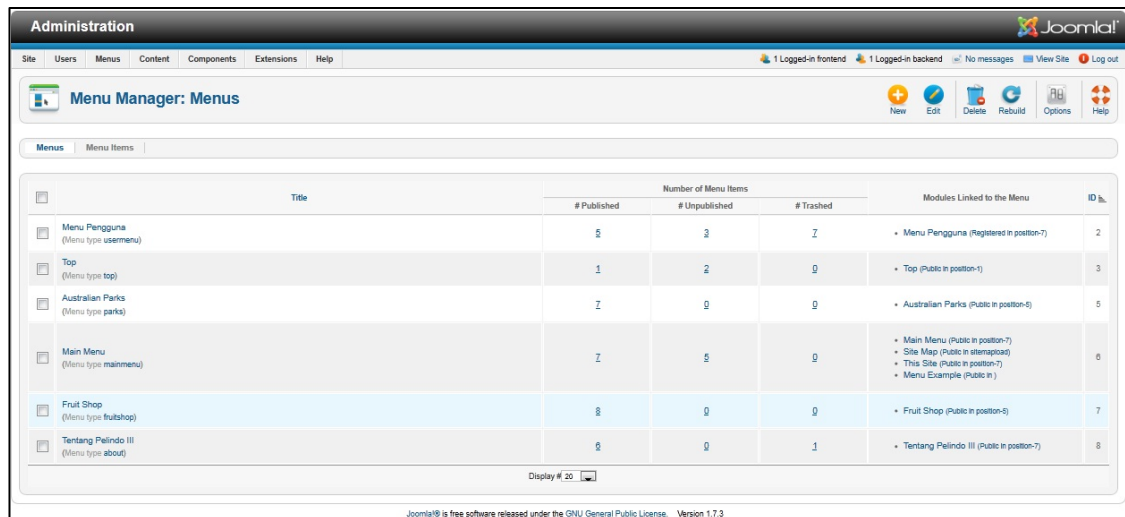 Administration
Joomla!
Site Users Menus Content Components Extensions Help
1 Logged-in frontend 1 Logged-in backend No messages View Site Log out
Menu Manager: Menus
New Edit Delete Rebuild Options Help
Menus Menu Items
Title Number of Menu Items Modules Linked to the Menu ID
# Published # Unpublished # Trashed
Menu Pengguna
(Menu type usermenu) 5 3 7 • Menu Pengguna (Registered in position-7) 2
Top
(Menu type top) 1 2 0 • Top (Public in position-1) 3
Australian Parks
(Menu type parks) 7 0 0 • Australian Parks (Public in position-5) 5
Main Menu
(Menu type mainmenu) 7 5 0 6
• Main Menu (Public in position-7)
• Site Map (Public in sitemapload)
• This Site (Public in position-7)
• Menu Example (Public in )
Fruit Shop
(Menu type fruitshop) 8 0 0 • Fruit Shop (Public in position-5) 7
Tentang Pelindo III
(Menu type about) 6 0 1 • Tentang Pelindo III (Public in position-7) 8
Display # 20
Joomla!® is free software released under the GNU General Public License. Version 1.7.3